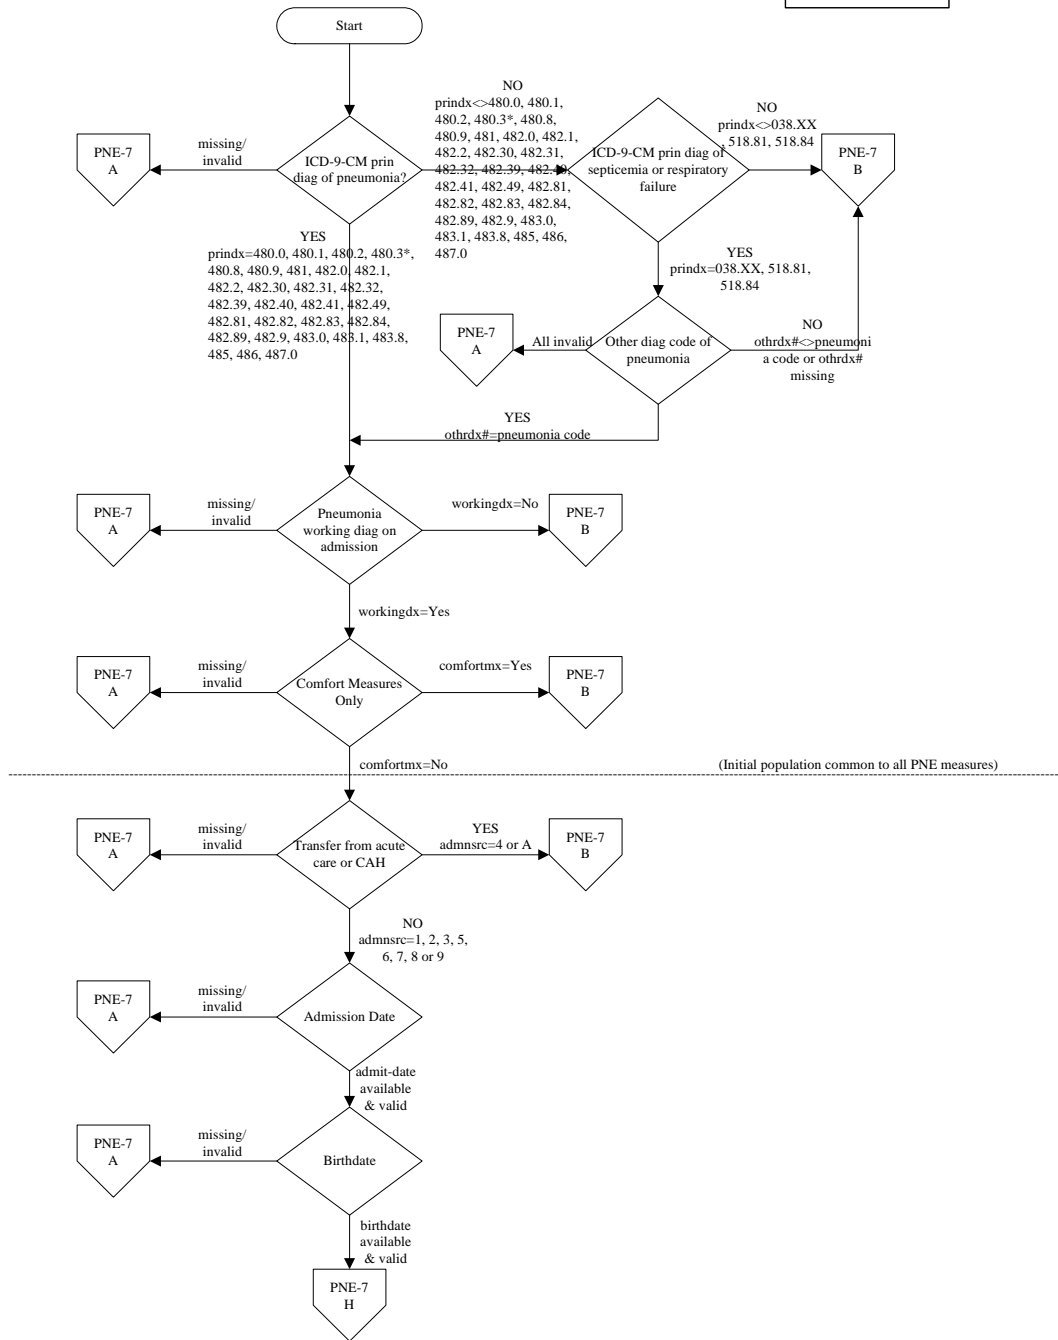 Start
NO
prindx<>480.0, 480.1,
480.2, 480.3*, 480.8,
480.9, 481, 482.0, 482.1,
482.2, 482.30, 482.31,
482.32, 482.39, 482.40,
482.41, 482.49, 482.81,
482.82, 482.83, 482.84,
482.89, 482.9, 483.0,
483.1, 483.8, 485, 486,
487.0
PNE-7
A
missing/
invalid
ICD-9-CM prin
diag of pneumonia?
ICD-9-CM prin diag of
septicemia or respiratory
failure
NO
prindx<>038.XX
, 518.81, 518.84
PNE-7
B
YES
prindx=480.0, 480.1, 480.2, 480.3*,
480.8, 480.9, 481, 482.0, 482.1,
482.2, 482.30, 482.31, 482.32,
482.39, 482.40, 482.41, 482.49,
482.81, 482.82, 482.83, 482.84,
482.89, 482.9, 483.0, 483.1, 483.8,
485, 486, 487.0
YES
prindx=038.XX, 518.81,
518.84
PNE-7
A
All invalid
Other diag code of
pneumonia
NO
othrdx#<>pneumoni
a code or othrdx#
missing
YES
othrdx#=pneumonia code
PNE-7
A
missing/
invalid
Pneumonia
working diag on
admission
workingdx=No
PNE-7
B
workingdx=Yes
PNE-7
A
missing/
invalid
Comfort Measures
Only
comfortmx=Yes
PNE-7
B
comfortmx=No
(Initial population common to all PNE measures)
PNE-7
A
missing/
invalid
Transfer from acute
care or CAH
YES
admnsrc=4 or A
PNE-7
B
NO
admnsrc=1, 2, 3, 5,
6, 7, 8 or 9
PNE-7
A
missing/
invalid
Admission Date
admit-date
available
& valid
PNE-7
A
missing/
invalid
Birthdate
birthdate
available
& valid
PNE-7
H